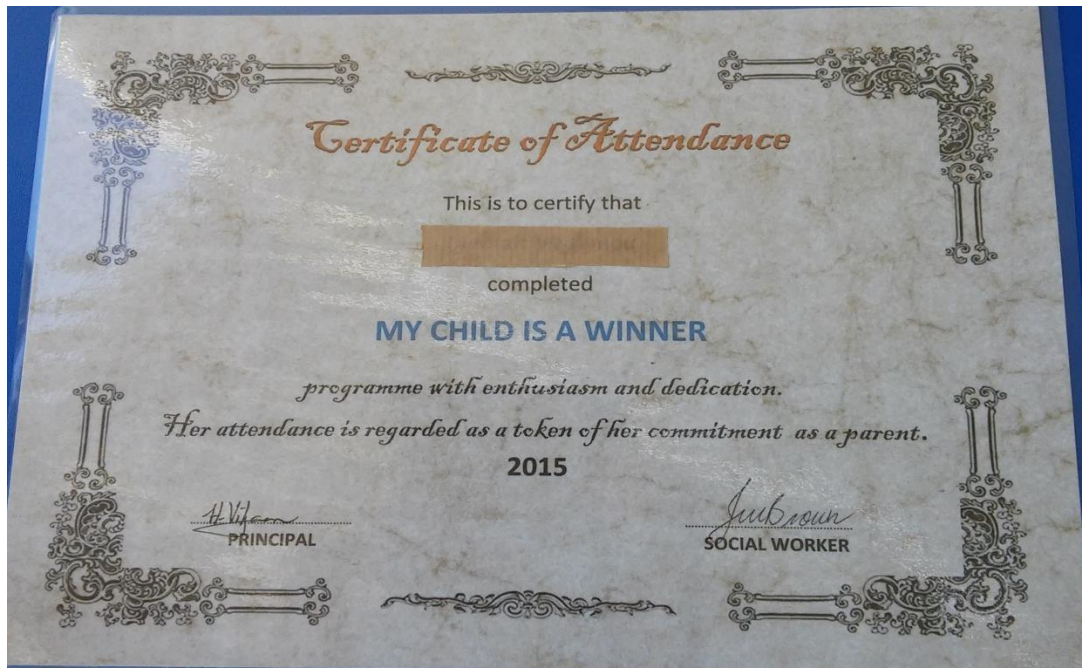 Certificate of Attendance
This is to certify that
completed
MY CHILD IS A WINNER
programme with enthusiasm and dedication.
Her attendance is regarded as a token of her commitment as a parent.
2015
PRINCIPAL
SOCIAL WORKER